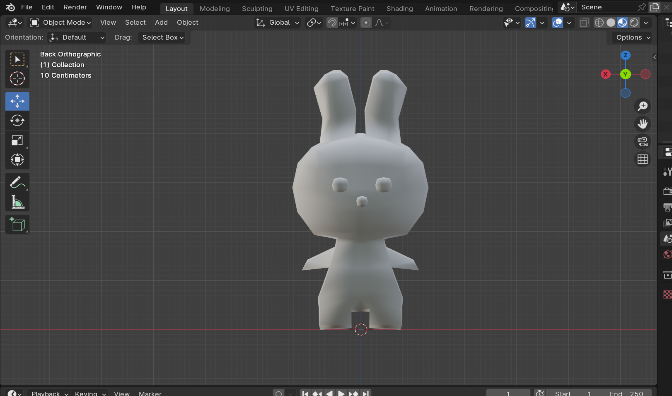 File Edit Render Window Help Layout Modeling Sculpting UV Editing Texture Paint Shading Animation Rendering Scene
Object Mode View Select Add Object Global Options
Orientation: Default Drag: Select Box
Back Orthographic
(1) Collection
10 Centimeters
Z
X Y
Playback Keying View Marker 1 Start 1 End 250